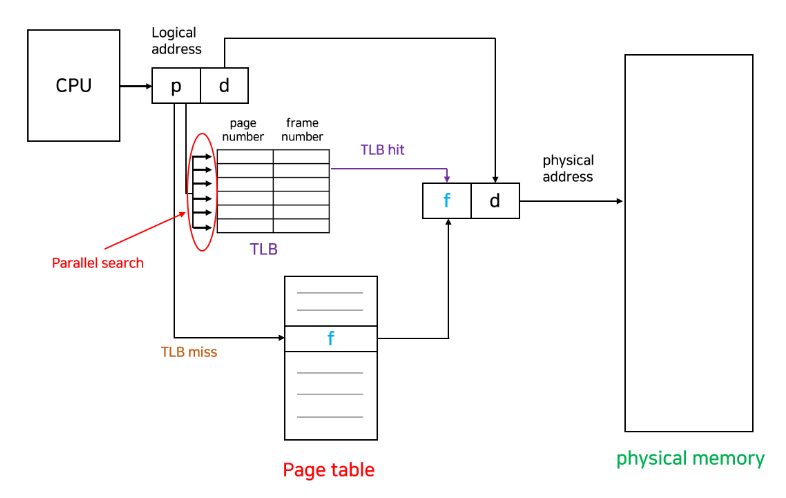 Logical
address
CPU
p
d
page
number
frame
number
TLB hit
physical
address
f
d
TLB
Parallel search
f
TLB miss
physical memory
Page table